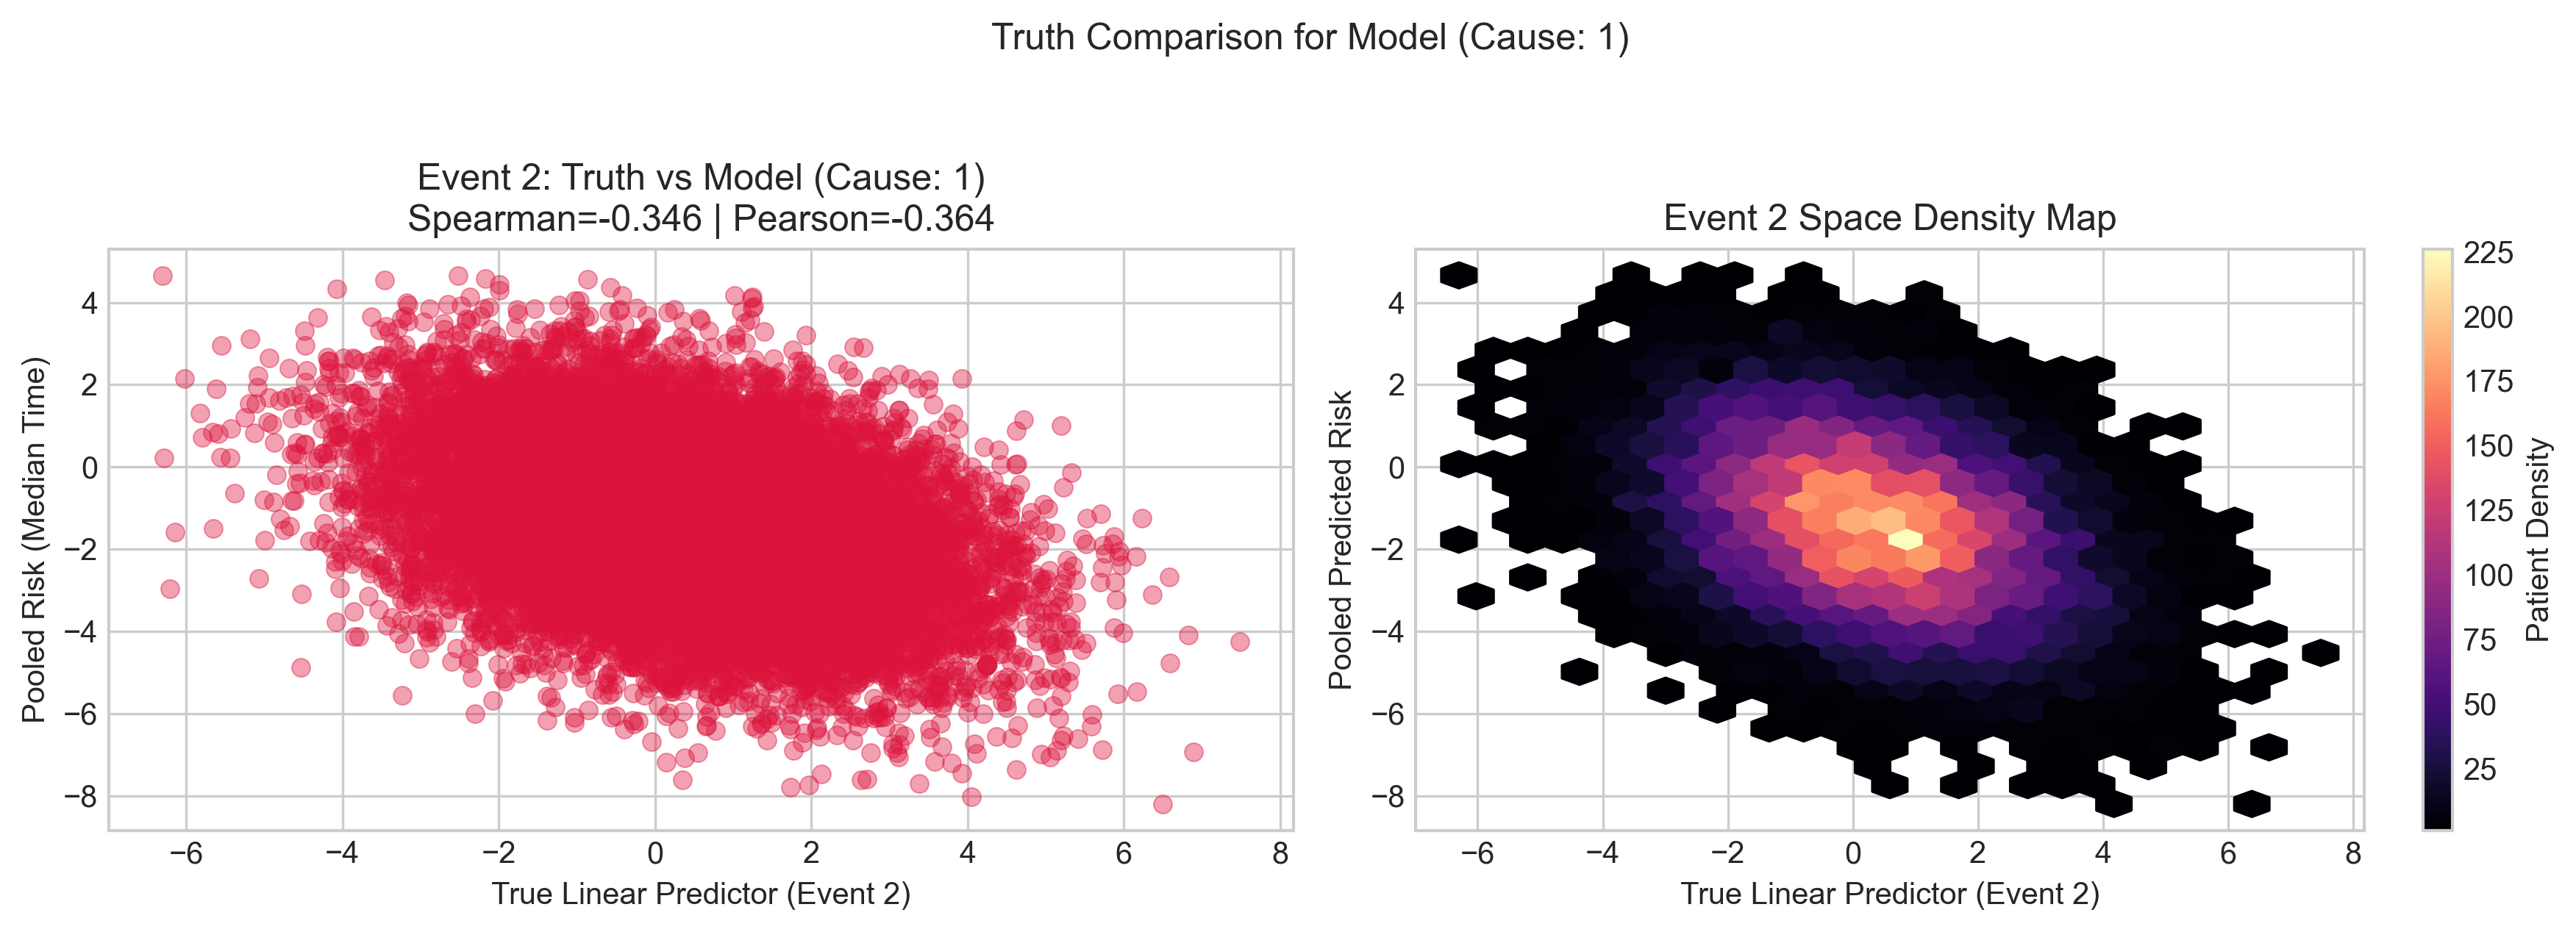 Truth Comparison for Model (Cause: 1)
Event 2: Truth vs Model (Cause: 1)
Spearman=-0.346 | Pearson=-0.364
Pooled Risk (Median Time)
4
2
0
−2
−4
−6
−8
−6 −4 −2 0 2 4 6 8
True Linear Predictor (Event 2)
Event 2 Space Density Map
Pooled Predicted Risk
4
2
0
−2
−4
−6
−8
−6 −4 −2 0 2 4 6 8
True Linear Predictor (Event 2)
225
200
175
150
125
100
75
50
25
Patient Density